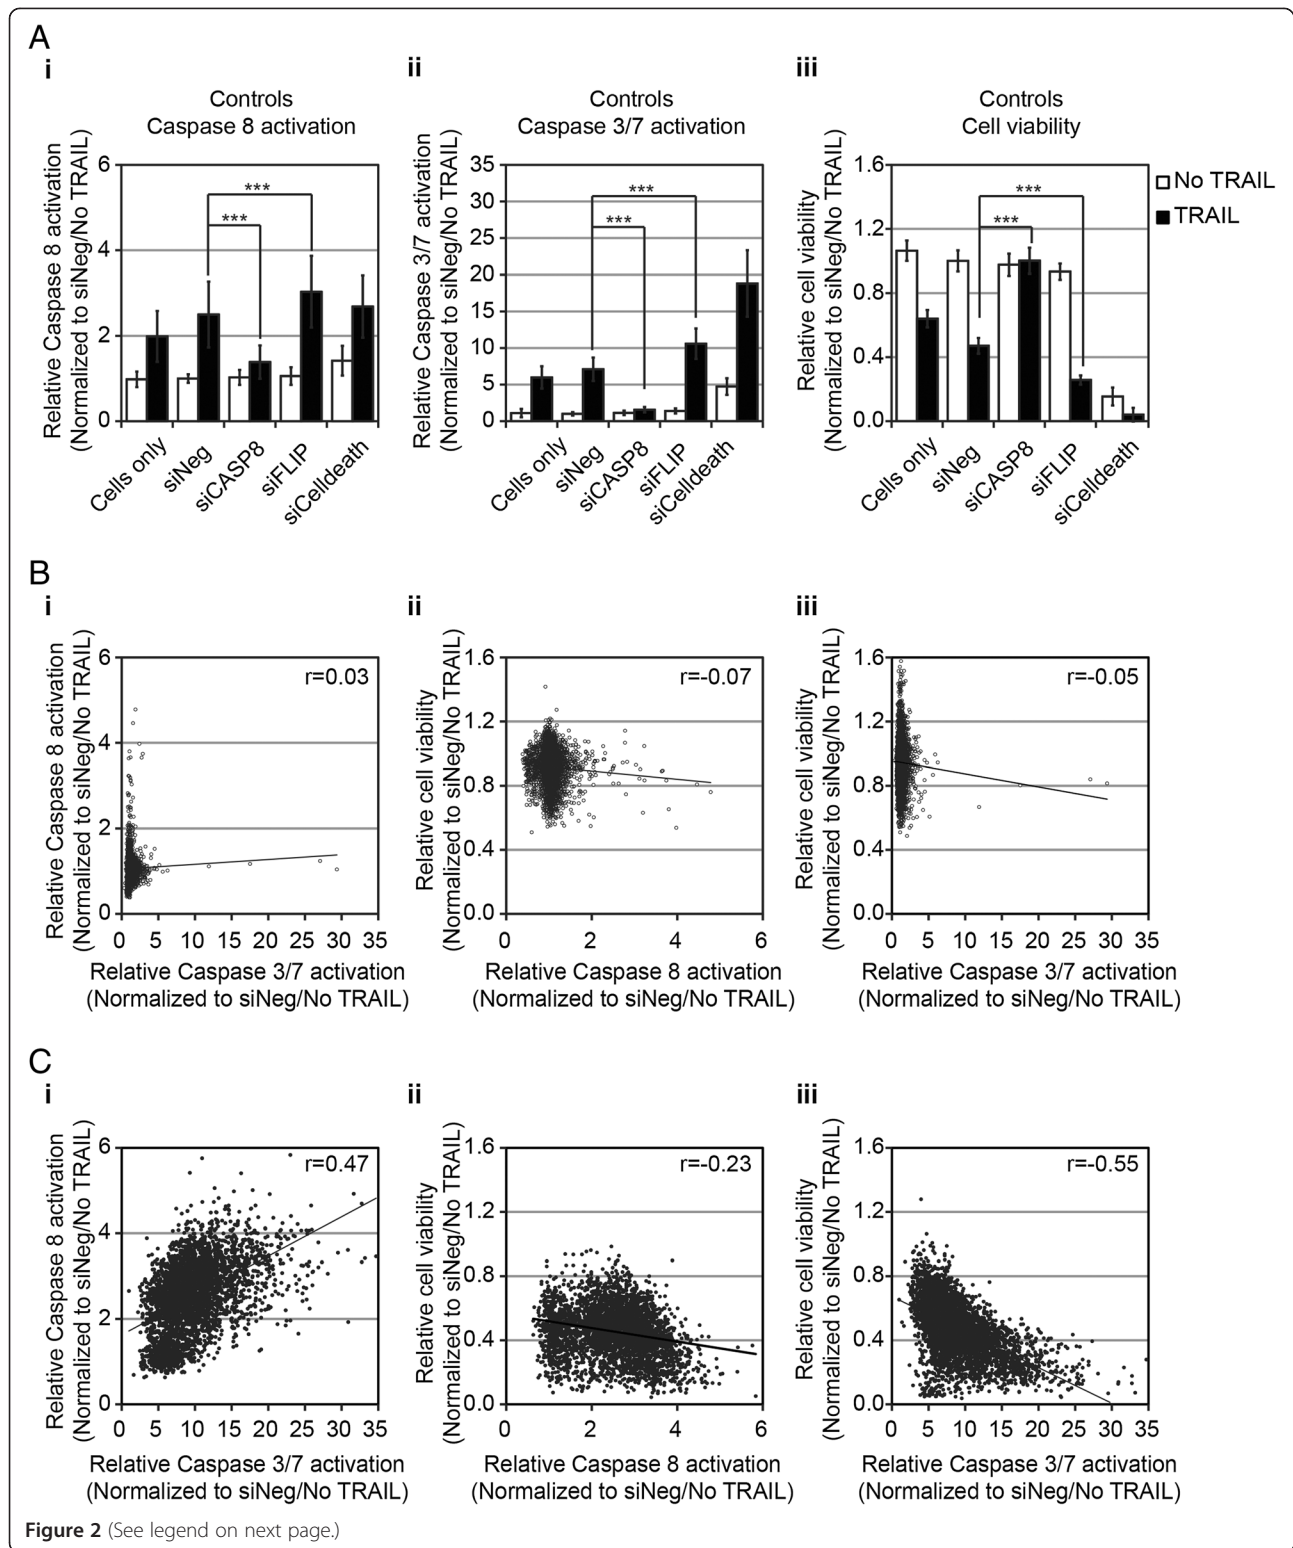 A
i
Controls
Caspase 8 activation
Relative Caspase 8 activation
(Normalized to siNeg/No TRAIL)
6
4
2
0
***
***
Cells only
siNeg
siCASP8
siFLIP
siCelldeath
ii
Controls
Caspase 3/7 activation
Relative Caspase 3/7 activation
(Normalized to siNeg/No TRAIL)
35
30
25
20
15
10
5
0
***
***
Cells only
siNeg
siCASP8
siFLIP
siCelldeath
iii
Controls
Cell viability
Relative cell viability
(Normalized to siNeg/No TRAIL)
1.6
1.2
0.8
0.4
0.0
***
***
Cells only
siNeg
siCASP8
siFLIP
siCelldeath
No TRAIL
TRAIL
B
i
Relative Caspase 8 activation
(Normalized to siNeg/No TRAIL)
6
4
2
0
r=0.03
0 5 10 15 20 25 30 35
Relative Caspase 3/7 activation
(Normalized to siNeg/No TRAIL)
ii
Relative cell viability
(Normalized to siNeg/No TRAIL)
1.6
1.2
0.8
0.4
0.0
r=-0.07
0 2 4 6
Relative Caspase 8 activation
(Normalized to siNeg/No TRAIL)
iii
Relative cell viability
(Normalized to siNeg/No TRAIL)
1.6
1.2
0.8
0.4
0.0
r=-0.05
0 5 10 15 20 25 30 35
Relative Caspase 3/7 activation
(Normalized to siNeg/No TRAIL)
C
i
Relative Caspase 8 activation
(Normalized to siNeg/No TRAIL)
6
4
2
0
r=0.47
0 5 10 15 20 25 30 35
Relative Caspase 3/7 activation
(Normalized to siNeg/No TRAIL)
ii
Relative cell viability
(Normalized to siNeg/No TRAIL)
1.6
1.2
0.8
0.4
0.0
r=-0.23
0 2 4 6
Relative Caspase 8 activation
(Normalized to siNeg/No TRAIL)
iii
Relative cell viability
(Normalized to siNeg/No TRAIL)
1.6
1.2
0.8
0.4
0.0
r=-0.55
0 5 10 15 20 25 30 35
Relative Caspase 3/7 activation
(Normalized to siNeg/No TRAIL)
Figure 2 (See legend on next page.)